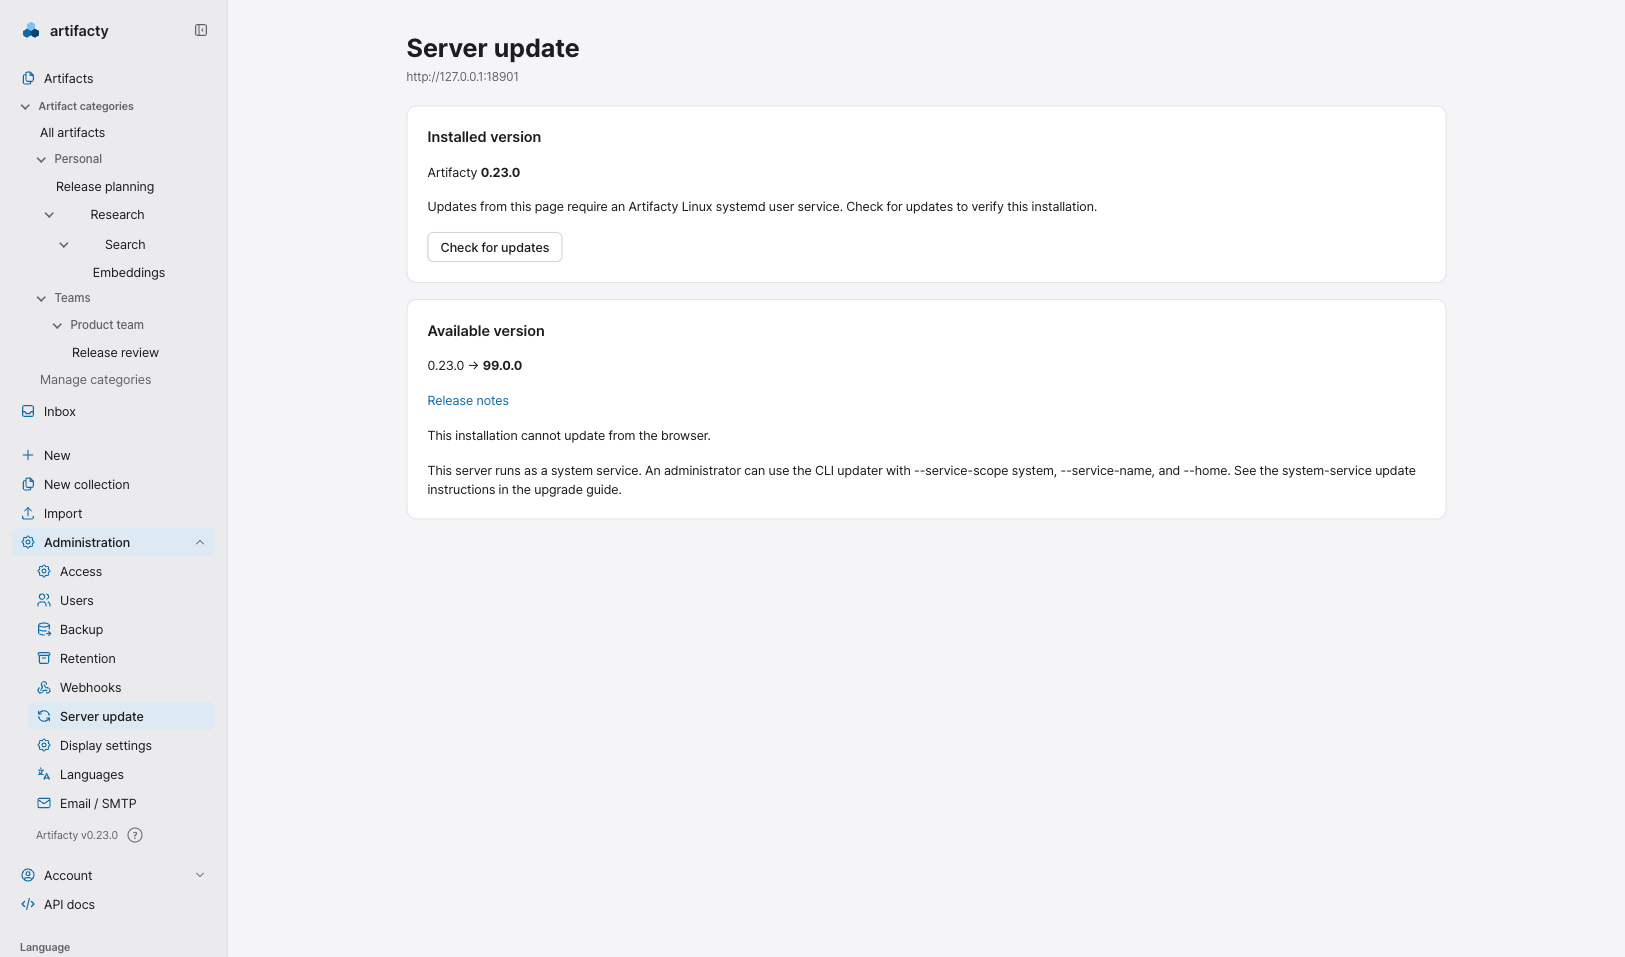 artifacty
Artifacts
Artifact categories
All artifacts
Personal
Release planning
Research
Search
Embeddings
Teams
Product team
Release review
Manage categories
Inbox
New
New collection
Import
Administration
Access
Users
Backup
Retention
Webhooks
Server update
Display settings
Languages
Email / SMTP
Artifacty v0.23.0 ?
Account
API docs
Language
Server update
http://127.0.0.1:18901
Installed version
Artifacty 0.23.0
Updates from this page require an Artifacty Linux systemd user service. Check for updates to verify this installation.
Check for updates
Available version
0.23.0 → 99.0.0
Release notes
This installation cannot update from the browser.
This server runs as a system service. An administrator can use the CLI updater with --service-scope system, --service-name, and --home. See the system-service update
instructions in the upgrade guide.